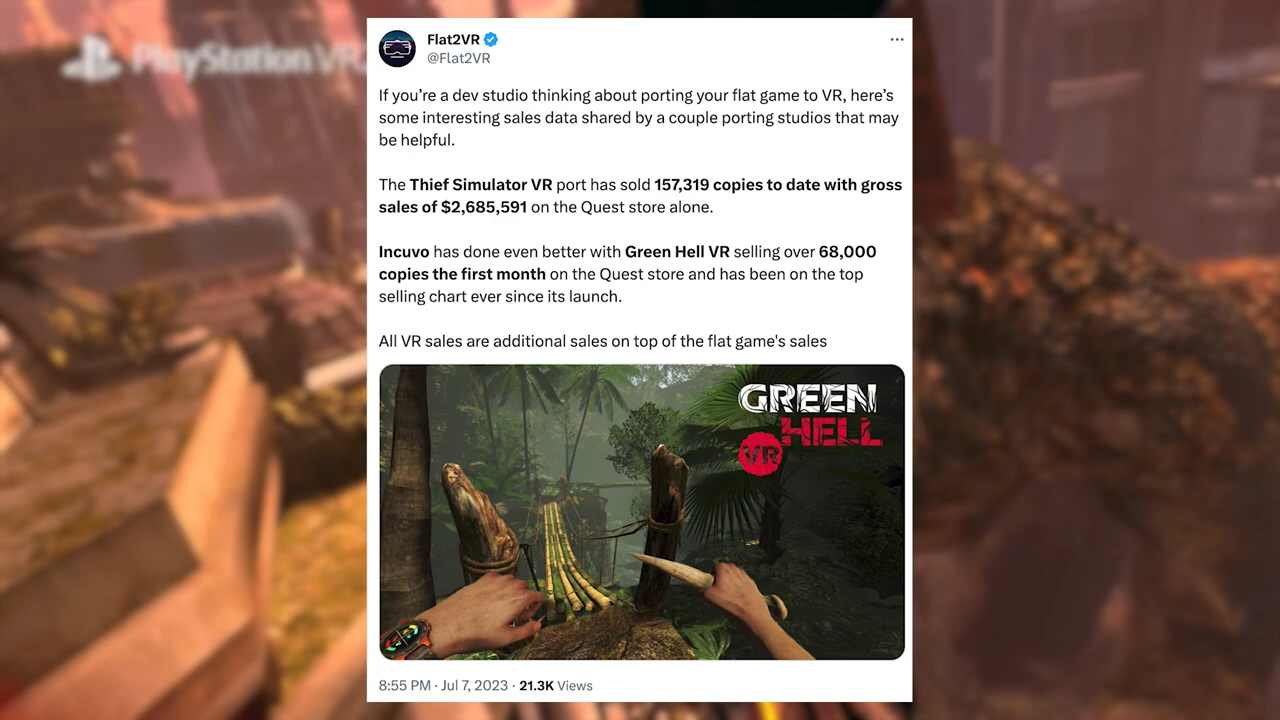 PlayStation VR
Flat2VR
@Flat2VR
If you’re a dev studio thinking about porting your flat game to VR, here’s
some interesting sales data shared by a couple porting studios that may
be helpful.
The Thief Simulator VR port has sold 157,319 copies to date with gross
sales of $2,685,591 on the Quest store alone.
Incuvo has done even better with Green Hell VR selling over 68,000
copies the first month on the Quest store and has been on the top
selling chart ever since its launch.
All VR sales are additional sales on top of the flat game's sales
GREEN
HELL
VR
8:55 PM · Jul 7, 2023 · 21.3K Views